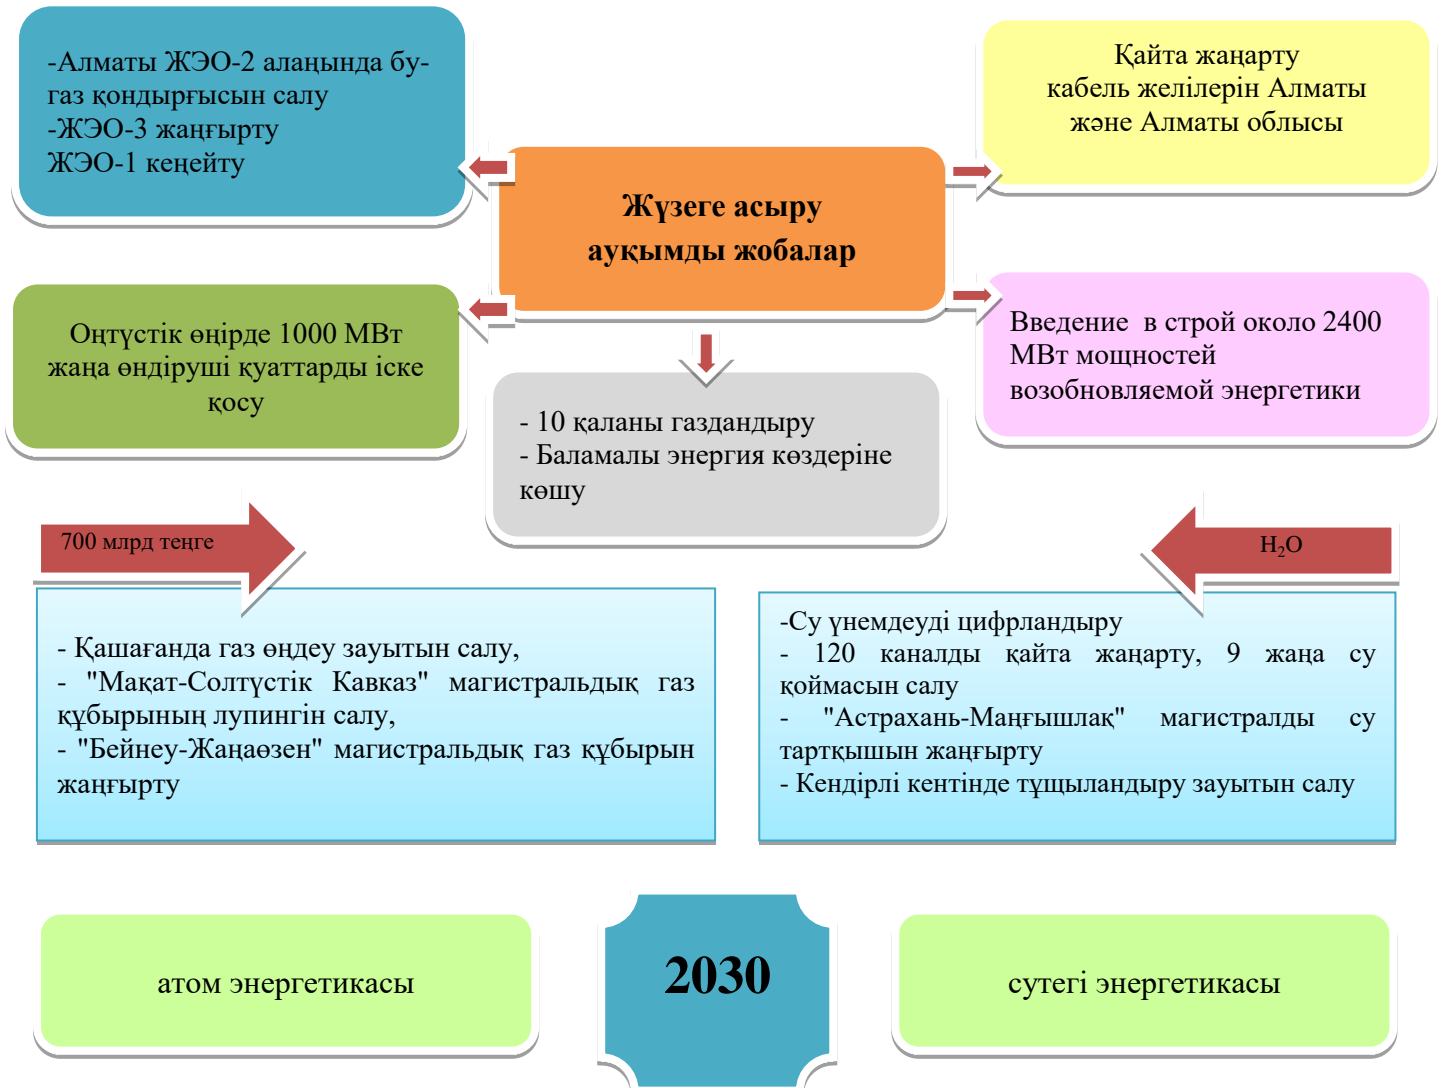 -Алматы ЖЭО-2 алаңында бу-
газ қондырғысын салу
-ЖЭО-3 жаңғырту
ЖЭО-1 кеңейту
Қайта жаңарту
кабель желілерін Алматы
және Алматы облысы
Жүзеге асыру
ауқымды жобалар
Оңтүстік өңірде 1000 МВт
жаңа өндіруші қуаттарды іске
қосу
Введение в строй около 2400
МВт мощностей
возобновляемой энергетики
- 10 қаланы газдандыру
- Баламалы энергия көздеріне
көшу
700 млрд теңге
H₂O
- Қашағанда газ өңдеу зауытын салу,
- "Мақат-Солтүстік Кавказ" магистральдық газ
құбырының лупингін салу,
- "Бейнеу-Жаңаөзен" магистральдық газ құбырын
жаңғырту
-Су үнемдеуді цифрландыру
- 120 каналды қайта жаңарту, 9 жаңа су
қоймасын салу
- "Астрахань-Маңғышлақ" магистралды су
тартқышын жаңғырту
- Кендірлі кентінде тұщыландыру зауытын салу
атом энергетикасы
2030
сутегі энергетикасы